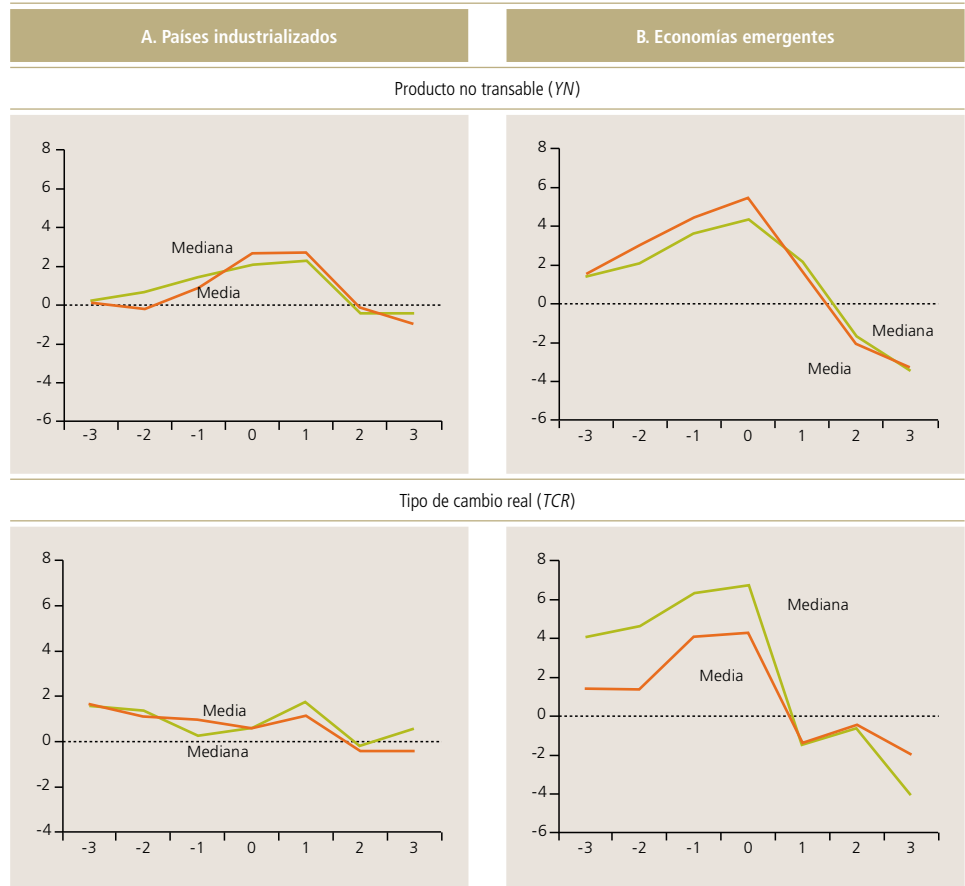 A. Países industrializados
B. Economías emergentes
Producto no transable (YN)
8
6
4
2
0
-2
-4
-6
-3 -2 -1 0 1 2 3
Mediana
Media
8
6
4
2
0
-2
-4
-6
-3 -2 -1 0 1 2 3
Mediana
Media
Tipo de cambio real (TCR)
8
6
4
2
0
-2
-4
-3 -2 -1 0 1 2 3
Media
Mediana
8
6
4
2
0
-2
-4
-6
-3 -2 -1 0 1 2 3
Mediana
Media